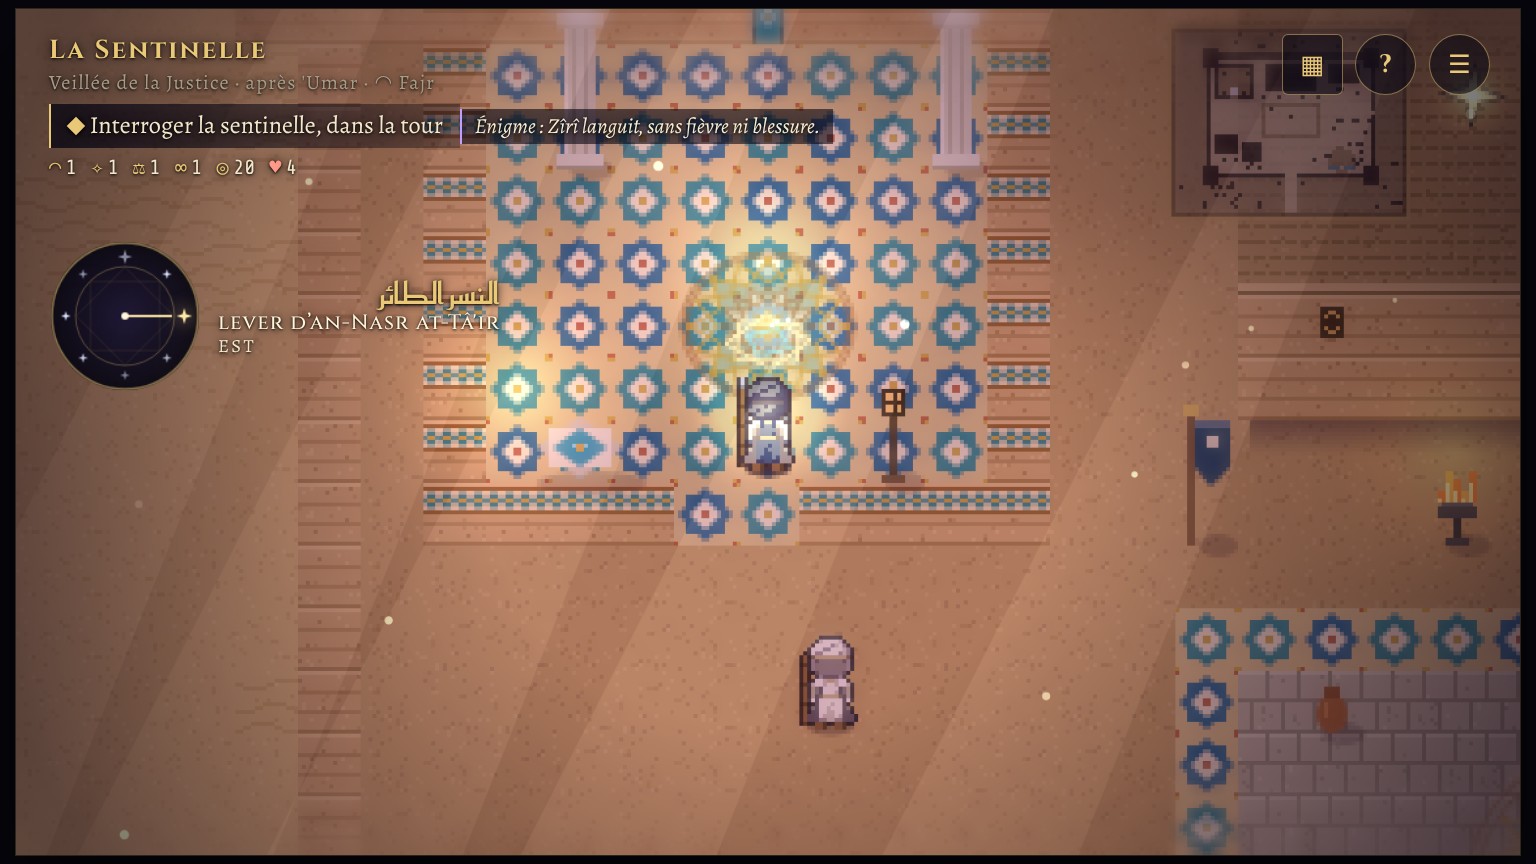 La Sentinelle
Veillée de la Justice · après 'Umar · ◠ Fajr
◆ Interroger la sentinelle, dans la tour
Énigme : Zîrî languit, sans fièvre ni blessure.
◠ 1 ✧ 1 ⚖ 1 ∞ 1 ◎ 20 ♥ 4
? ☰
النسر الطائر
LEVER D'AN-NASR AT-TÂ'IR
EST